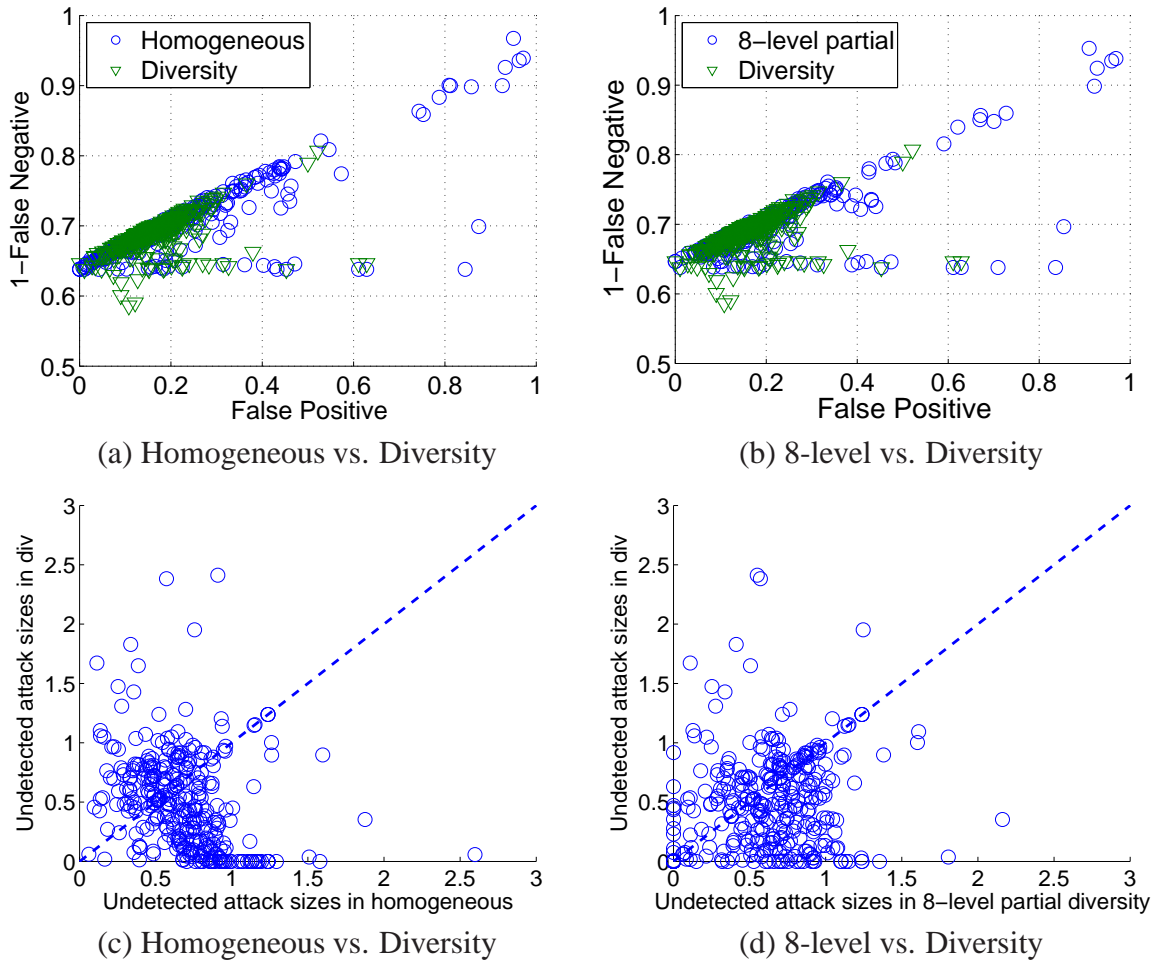 1−False Negative
1
0.9
0.8
0.7
0.6
0.5
Homogeneous
Diversity
0 0.2 0.4 0.6 0.8 1
False Positive
(a) Homogeneous vs. Diversity
1−False Negative
1
0.9
0.8
0.7
0.6
0.5
8−level partial
Diversity
0 0.2 0.4 0.6 0.8 1
False Positive
(b) 8-level vs. Diversity
Undetected attack sizes in div
3
2.5
2
1.5
1
0.5
0
0 0.5 1 1.5 2 2.5 3
Undetected attack sizes in homogeneous
(c) Homogeneous vs. Diversity
Undetected attack sizes in div
3
2.5
2
1.5
1
0.5
0
0 0.5 1 1.5 2 2.5 3
Undetected attack sizes in 8−level partial diversity
(d) 8-level vs. Diversity